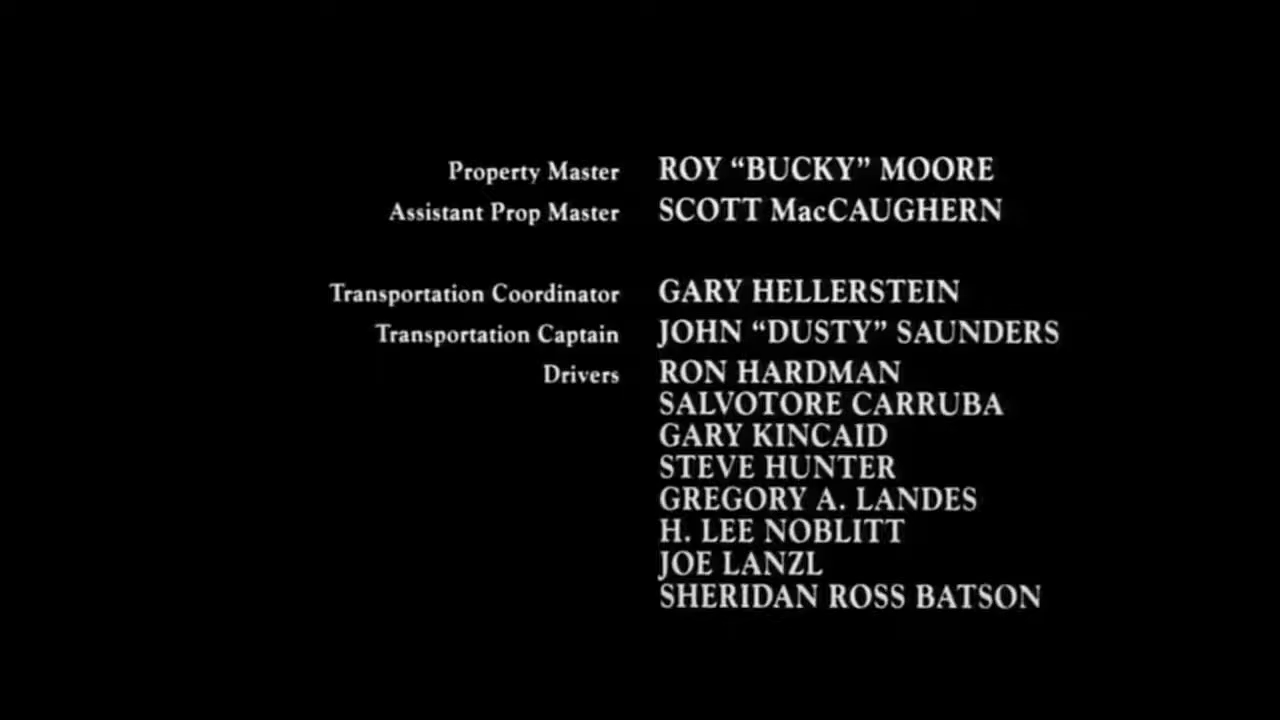 Property Master ROY “BUCKY” MOORE
Assistant Prop Master SCOTT MacCAUGHERN
Transportation Coordinator GARY HELLERSTEIN
Transportation Captain JOHN “DUSTY” SAUNDERS
Drivers RON HARDMAN
SALVOTORE CARRUBA
GARY KINCAID
STEVE HUNTER
GREGORY A. LANDES
H. LEE NOBLITT
JOE LANZL
SHERIDAN ROSS BATSON